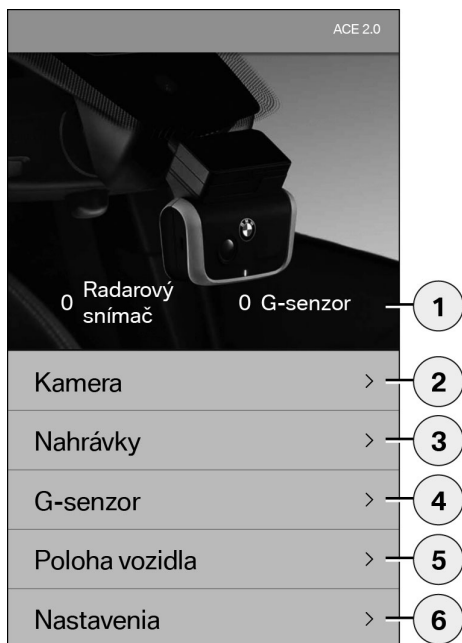 ACE 2.0
0 Radarový snímač 0 G-senzor 1
Kamera > 2
Nahrávky > 3
G-senzor > 4
Poloha vozidla > 5
Nastavenia > 6